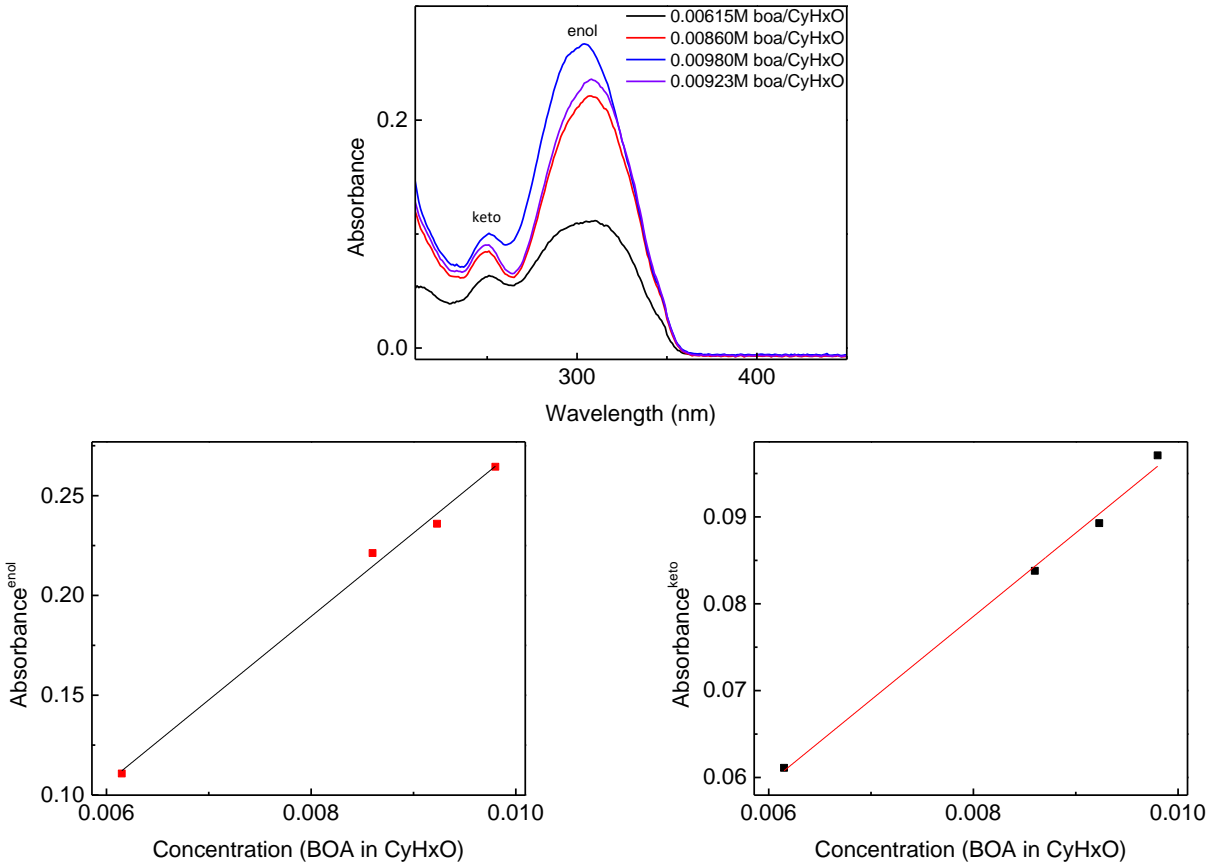 0.00615M boa/CyHxO
0.00860M boa/CyHxO
0.00980M boa/CyHxO
0.00923M boa/CyHxO
enol
keto
0.2
0.0
Absorbance
300
400
Wavelength (nm)
0.25
0.20
0.15
0.10
Absorbance^enol
0.006
0.008
0.010
Concentration (BOA in CyHxO)
0.09
0.08
0.07
0.06
Absorbance^keto
0.006
0.008
0.010
Concentration (BOA in CyHxO)